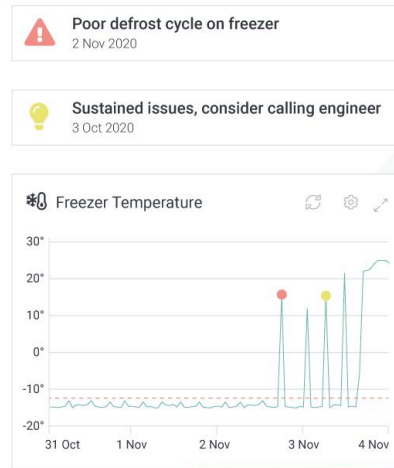 Poor defrost cycle on freezer
2 Nov 2020
Sustained issues, consider calling engineer
3 Oct 2020
Freezer Temperature
30°
20°
10°
0°
-10°
-20°
31 Oct 1 Nov 2 Nov 3 Nov 4 Nov